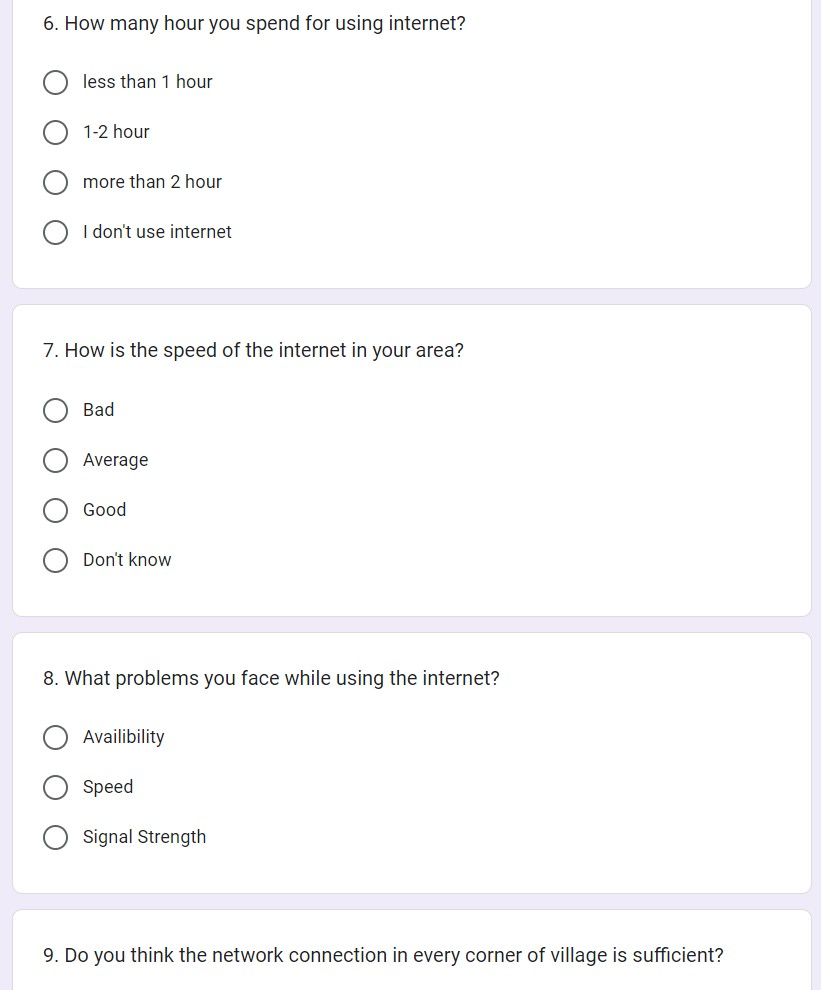 6. How many hour you spend for using internet?
less than 1 hour
1-2 hour
more than 2 hour
I don't use internet
7. How is the speed of the internet in your area?
Bad
Average
Good
Don't know
8. What problems you face while using the internet?
Availibility
Speed
Signal Strength
9. Do you think the network connection in every corner of village is sufficient?